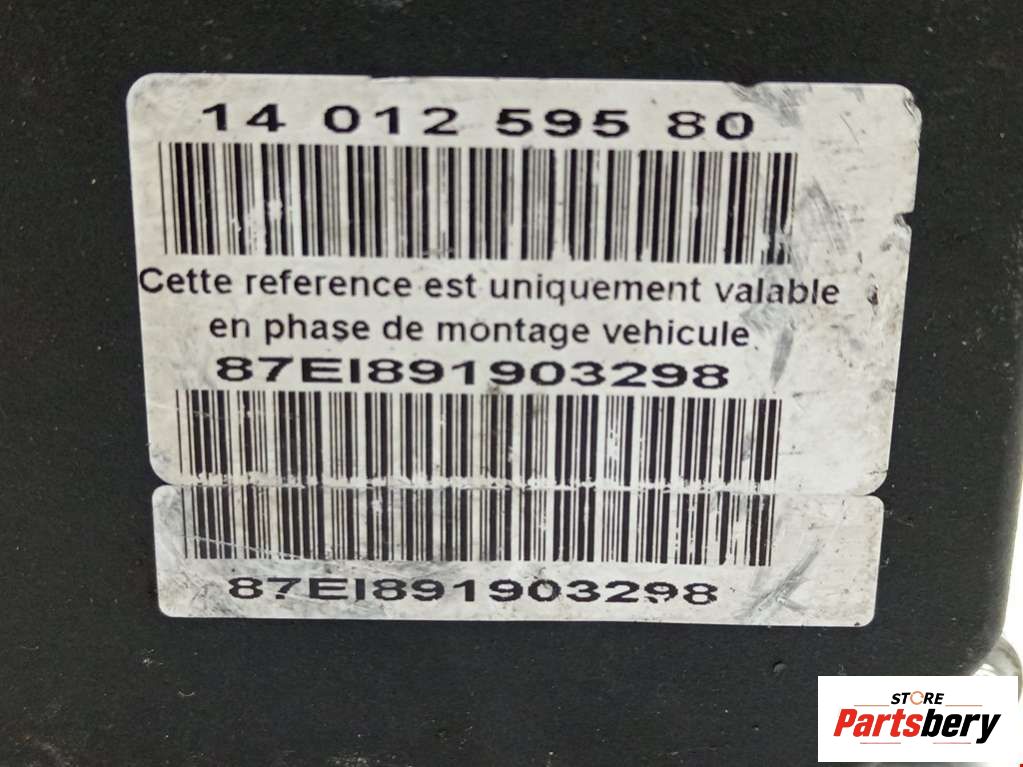 14 012 595 80
Cette reference est uniquement valable
en phase de montage vehicule
87EI891903298
87EI891903298
STORE
Partsbery